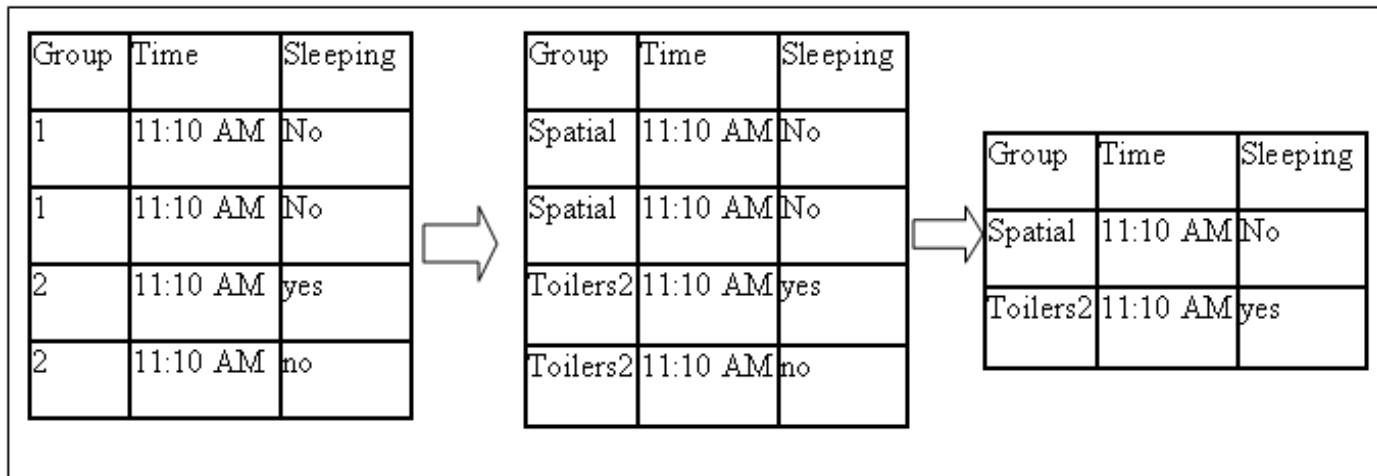 Group Time Sleeping
1 11:10 AM No
1 11:10 AM No
2 11:10 AM yes
2 11:10 AM no
Group Time Sleeping
Spatial 11:10 AM No
Spatial 11:10 AM No
Toilers2 11:10 AM yes
Toilers2 11:10 AM no
Group Time Sleeping
Spatial 11:10 AM No
Toilers2 11:10 AM yes